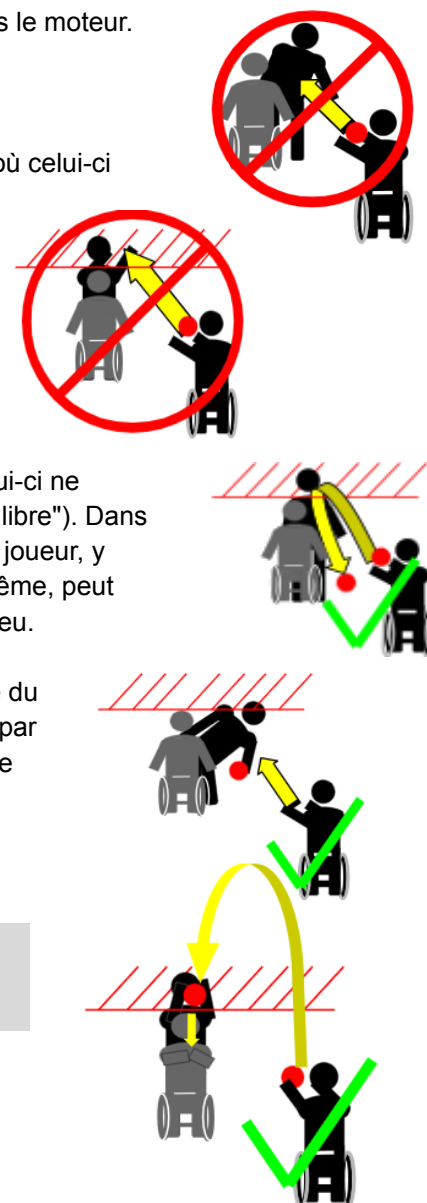 s le moteur.
où celui-ci
ui-ci ne
libre"). Dans
joueur, y
ême, peut
eu.
du
par
e